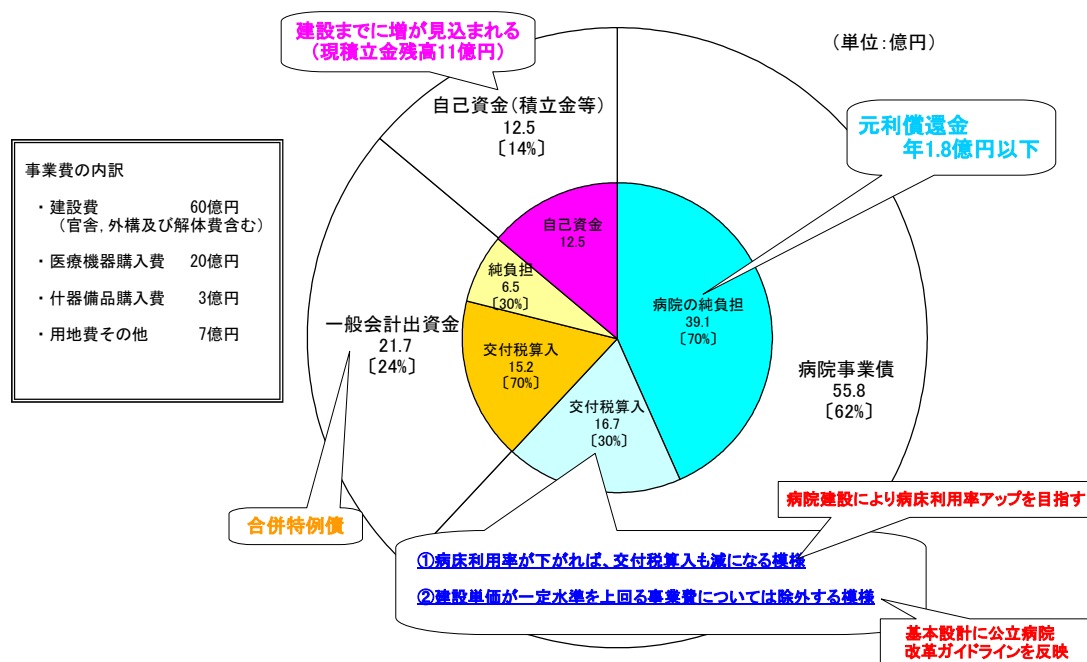 建設までに増が見込まれる
(現積立金残高11億円)
(単位:億円)
自己資金(積立金等)
12.5
〔14%〕
元利償還金
年1.8億円以下
事業費の内訳
・建設費 60億円
(官舎,外構及び解体費含む)
・医療機器購入費 20億円
・什器備品購入費 3億円
・用地費その他 7億円
自己資金
12.5
純負担
6.5
〔30%〕
病院の純負担
39.1
〔70%〕
一般会計出資金
21.7
〔24%〕
交付税算入
15.2
〔70%〕
病院事業債
55.8
〔62%〕
交付税算入
16.7
〔30%〕
合併特例債
病院建設により病床利用率アップを目指す
①病床利用率が下がれば、交付税算入も減になる模様
②建設単価が一定水準を上回る事業費については除外する模様
基本設計に公立病院
改革ガイドラインを反映